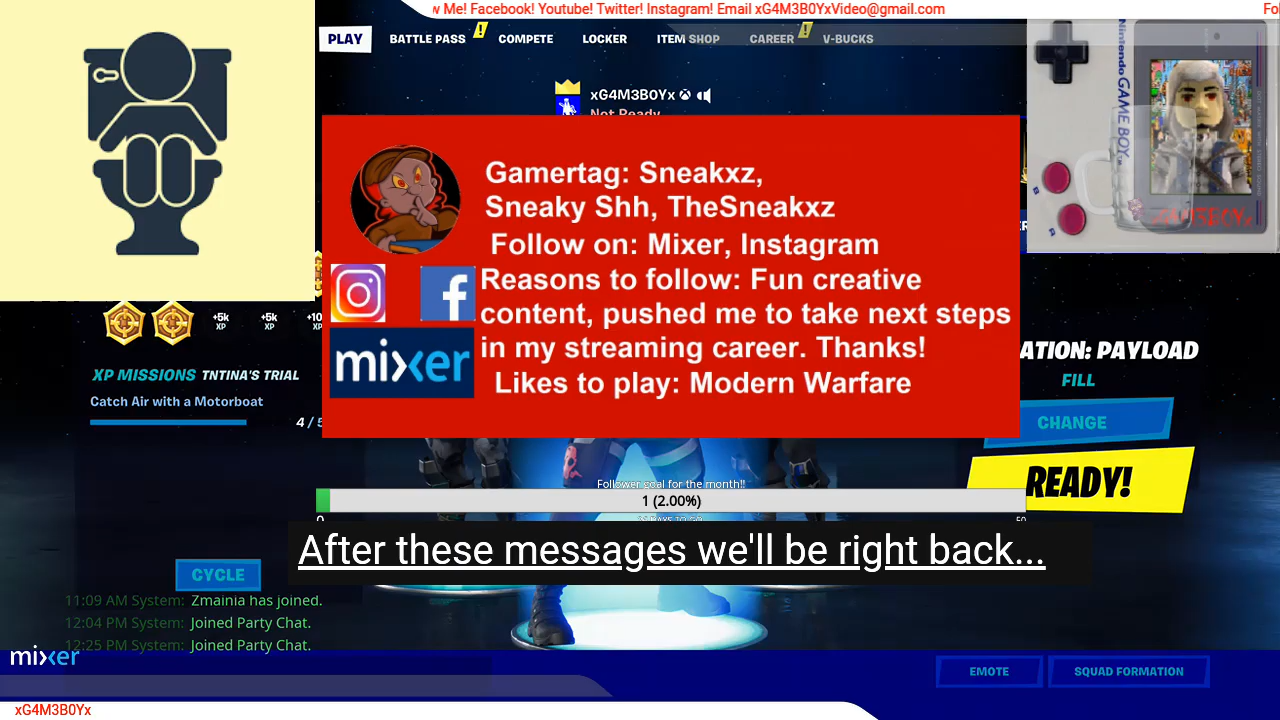 w Me! Facebook! Youtube! Twitter! Instagram! Email xG4M3B0YxVideo@gmail.com
Fo
PLAY
BATTLE PASS
COMPETE
LOCKER
ITEM SHOP
CAREER
V-BUCKS
xG4M3B0Yx
Not Ready
Nintendo GAME BOY
Gamertag: Sneakxz,
Sneaky Shh, TheSneakxz
Follow on: Mixer, Instagram
Reasons to follow: Fun creative
content, pushed me to take next steps
in my streaming career. Thanks!
Likes to play: Modern Warfare
mixer
+5k
XP
+5k
XP
+10
XP
XP MISSIONS TNTINA'S TRIAL
Catch Air with a Motorboat
4 / 5
ATION: PAYLOAD
FILL
CHANGE
READY!
Follower goal for the month!!
1 (2.00%)
0
50
After these messages we'll be right back...
CYCLE
11:09 AM System: Zmainia has joined.
12:04 PM System: Joined Party Chat.
12:25 PM System: Joined Party Chat.
mixer
EMOTE
SQUAD FORMATION
xG4M3B0Yx